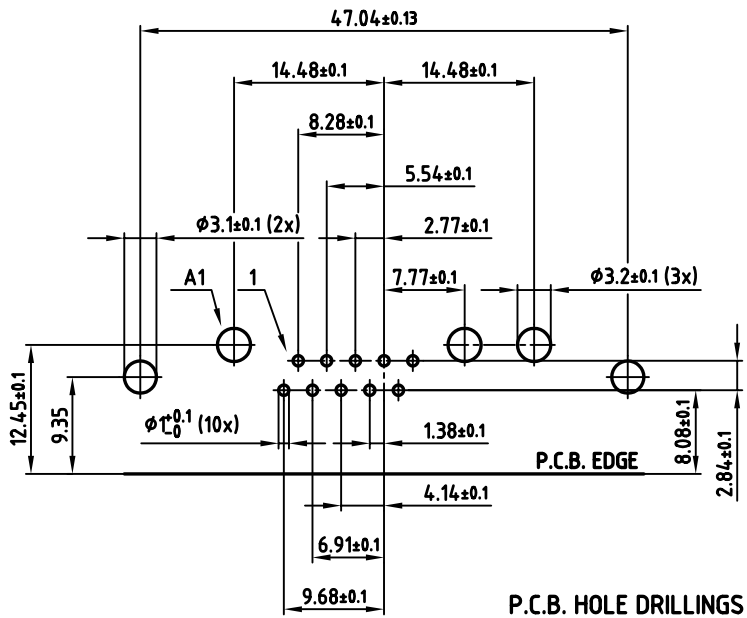 47.04±0.13
14.48±0.1 14.48±0.1
8.28±0.1
5.54±0.1
Ø3.1±0.1 (2x) 2.77±0.1
A1 1 7.77±0.1 Ø3.2±0.1 (3x)
12.45±0.1
9.35
Ø1+0.1-0 (10x) 1.38±0.1
8.08±0.1
2.84±0.1
P.C.B. EDGE
4.14±0.1
6.91±0.1
9.68±0.1
P.C.B. HOLE DRILLINGS